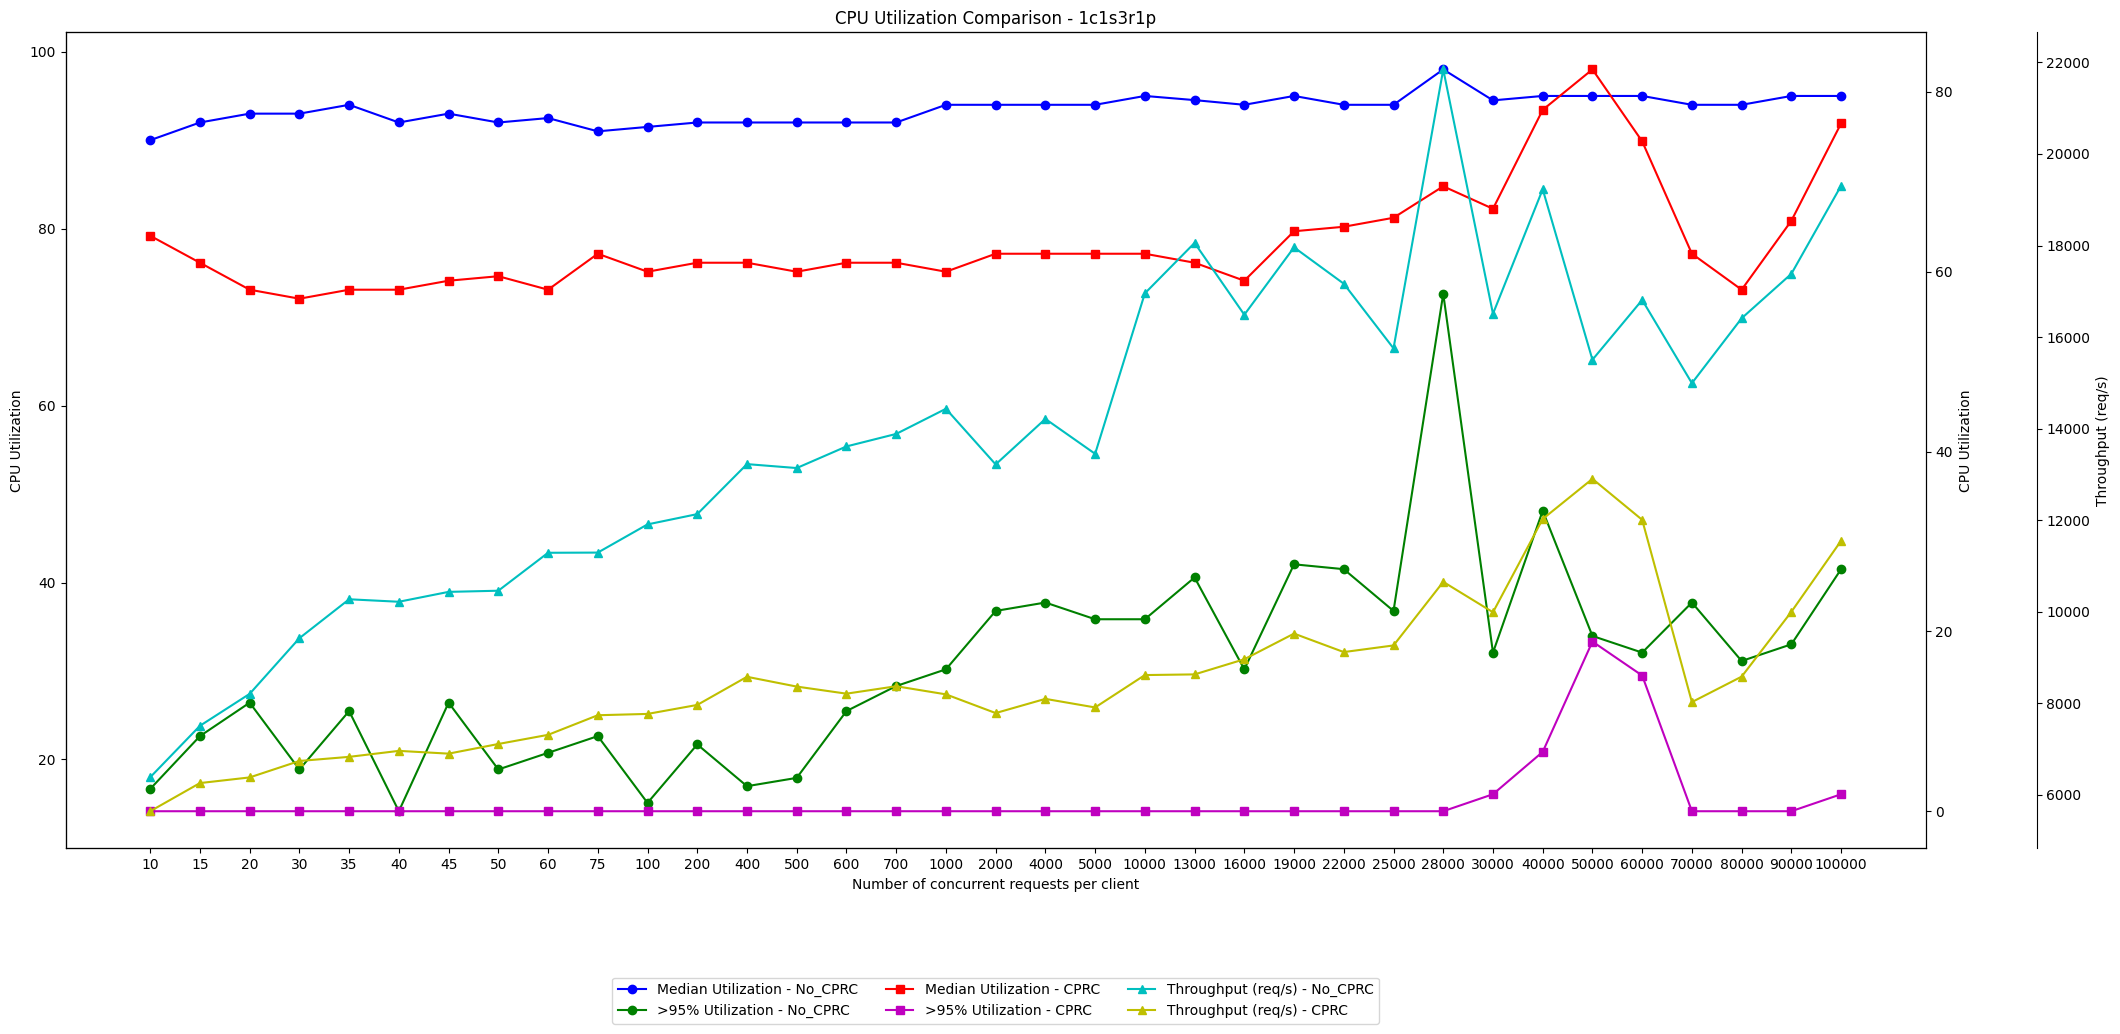 CPU Utilization Comparison - 1c1s3r1p
100
80
60
40
20
CPU Utilization
80
60
40
20
0
CPU Utilization
22000
20000
18000
16000
14000
12000
10000
8000
6000
Throughput (req/s)
10 15 20 30 35 40 45 50 60 75 100 200 400 500 600 700 1000 2000 4000 5000 10000 13000 16000 19000 22000 25000 28000 30000 40000 50000 60000 70000 80000 90000 100000
Number of concurrent requests per client
Median Utilization - No_CPRC Median Utilization - CPRC Throughput (req/s) - No_CPRC
>95% Utilization - No_CPRC >95% Utilization - CPRC Throughput (req/s) - CPRC